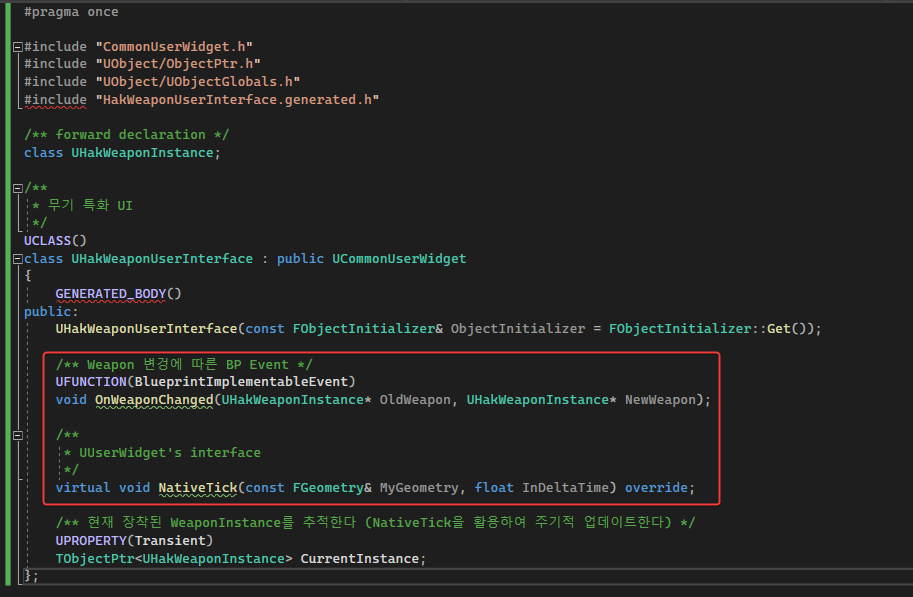 #pragma once
#include "CommonUserWidget.h"
#include "UObject/ObjectPtr.h"
#include "UObject/UObjectGlobals.h"
#include "HakWeaponUserInterface.generated.h"
/** forward declaration */
class UHakWeaponInstance;
/**
* 무기 특화 UI
*/
UCLASS()
class UHakWeaponUserInterface : public UCommonUserWidget
{
GENERATED_BODY()
public:
UHakWeaponUserInterface(const FObjectInitializer& ObjectInitializer = FObjectInitializer::Get());
/** Weapon 변겅에 따른 BP Event */
UFUNCTION(BlueprintImplementableEvent)
void OnWeaponChanged(UHakWeaponInstance* OldWeapon, UHakWeaponInstance* NewWeapon);
/**
* UUserWidget's interface
*/
virtual void NativeTick(const FGeometry& MyGeometry, float InDeltaTime) override;
/** 현재 장착된 WeaponInstance를 추적한다 (NativeTick을 활용하여 주기적 업데이트한다) */
UPROPERTY(Transient)
TObjectPtr<UHakWeaponInstance> CurrentInstance;
};